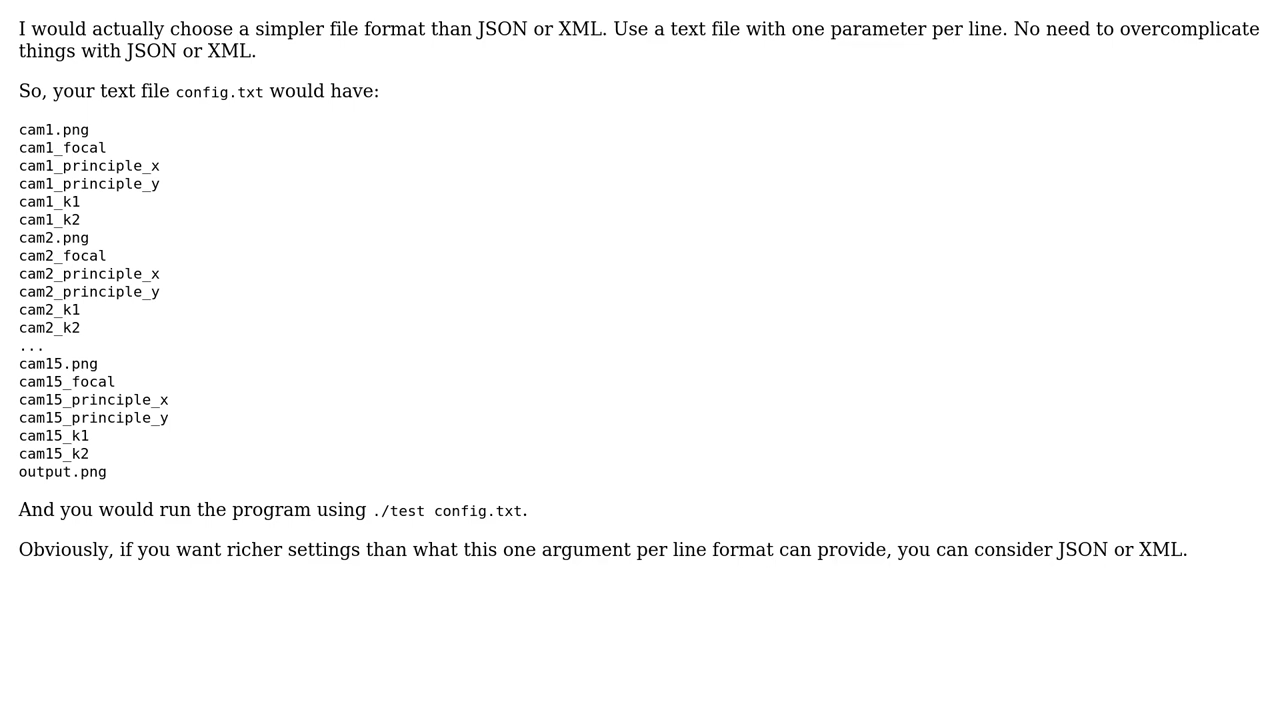 I would actually choose a simpler file format than JSON or XML. Use a text file with one parameter per line. No need to overcomplicate
things with JSON or XML.
So, your text file config.txt would have:
cam1.png
cam1_focal
cam1_principle_x
cam1_principle_y
cam1_k1
cam1_k2
cam2.png
cam2_focal
cam2_principle_x
cam2_principle_y
cam2_k1
cam2_k2
...
cam15.png
cam15_focal
cam15_principle_x
cam15_principle_y
cam15_k1
cam15_k2
output.png
And you would run the program using ./test config.txt.
Obviously, if you want richer settings than what this one argument per line format can provide, you can consider JSON or XML.